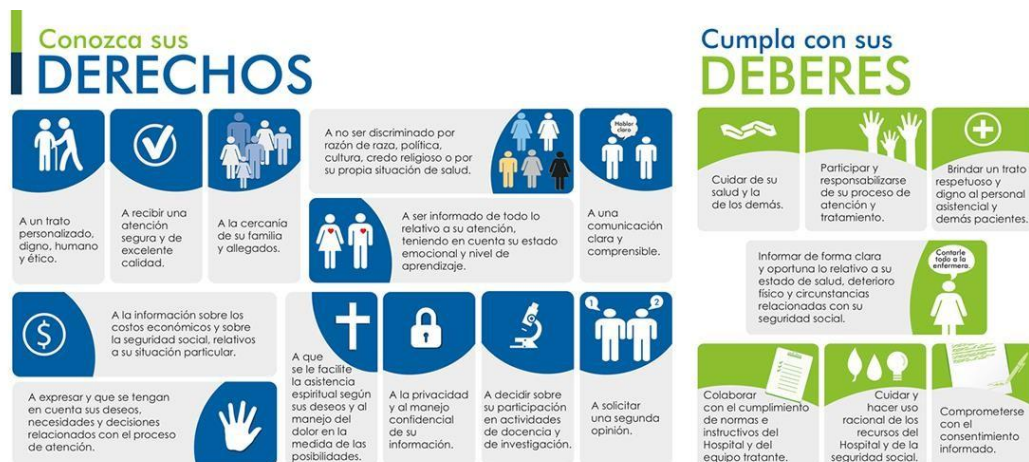 Conozca sus
DERECHOS
A un trato
personalizado,
digno, humano
y ético.
A recibir una
atención
segura y de
excelente
calidad.
A la cercanía
de su familia
y allegados.
A no ser discriminado por
razón de raza, política,
cultura, credo religioso o por
su propia situación de salud.
A ser informado de todo lo
relativo a su atención,
teniendo en cuenta su estado
emocional y nivel de
aprendizaje.
Hablar
claro
A una
comunicación
clara y
comprensible.
$
A la información sobre los
costos económicos y sobre
la seguridad social, relativos
a su situación particular.
A expresar y que se tengan
en cuenta sus deseos,
necesidades y decisiones
relacionados con el proceso
de atención.
A que
se le facilite
la asistencia
espiritual según
sus deseos y al
manejo del
dolor en la
medida de las
posibilidades.
A la privacidad
y al manejo
confidencial
de su
información.
A decidir sobre
su participación
en actividades
de docencia y
de investigación.
1
2
A solicitar
una segunda
opinión.
Cumpla con sus
DEBERES
Cuidar de su
salud y la
de los demás.
Participar y
responsabilizarse
de su proceso de
atención y
tratamiento.
Brindar un trato
respetuoso y
digno al personal
asistencial y
demás pacientes.
Informar de forma clara
y oportuna lo relativo a su
estado de salud, deterioro
físico y circunstancias
relacionadas con su
seguridad social.
Contarle
todo a la
enfermera.
Colaborar
con el cumplimiento
de normas e
instructivos del
Hospital y del
equipo tratante.
Cuidar y
hacer uso
racional de los
recursos del
Hospital y de la
seguridad social.
Comprometerse
con el
consentimiento
informado.